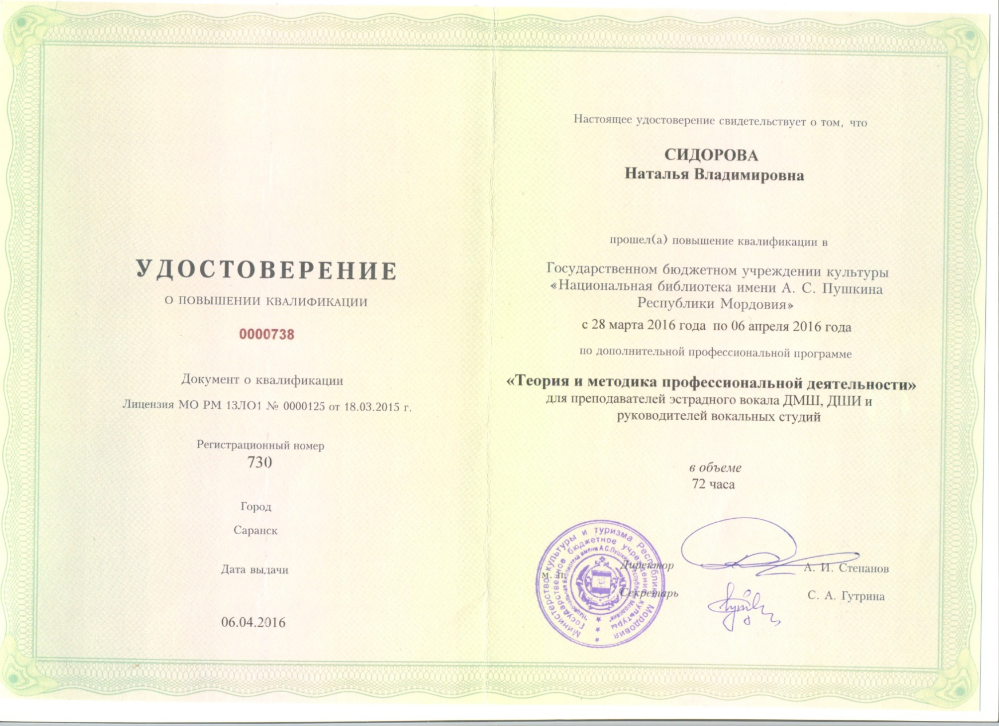 УДОСТОВЕРЕНИЕ
О ПОВЫШЕНИИ КВАЛИФИКАЦИИ
0000738
Документ о квалификации
Лицензия МО РМ 13ЛО1 № 0000125 от 18.03.2015 г.
Регистрационный номер
730
Город
Саранск
Дата выдачи
06.04.2016
Настоящее удостоверение свидетельствует о том, что
СИДОРОВА
Наталья Владимировна
прошел(а) повышение квалификации в
Государственном бюджетном учреждении культуры
«Национальная библиотека имени А. С. Пушкина
Республики Мордовия»
с 28 марта 2016 года по 06 апреля 2016 года
по дополнительной профессиональной программе
«Теория и методика профессиональной деятельности»
для преподавателей эстрадного вокала ДМШ, ДШИ и
руководителей вокальных студий
в объеме
72 часа
Министерство культуры и туризма Республики Мордовия
Государственное бюджетное учреждение культуры
"Национальная библиотека имени А.С.Пушкина Республики Мордовия"
М. П.
Директор
А. И. Степанов
Секретарь
С. А. Гутрина